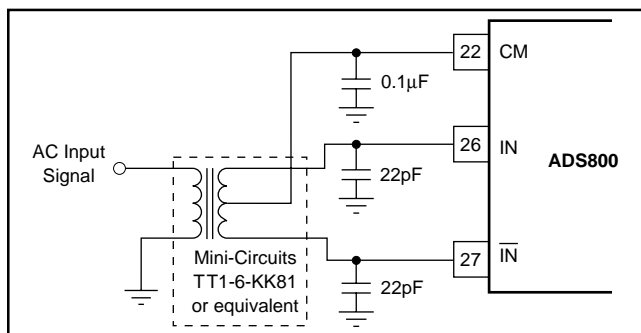 22 CM
0.1µF
AC Input
Signal
26 IN
ADS800
22pF
Mini-Circuits
TT1-6-KK81
or equivalent
27 I̅N̅
22pF